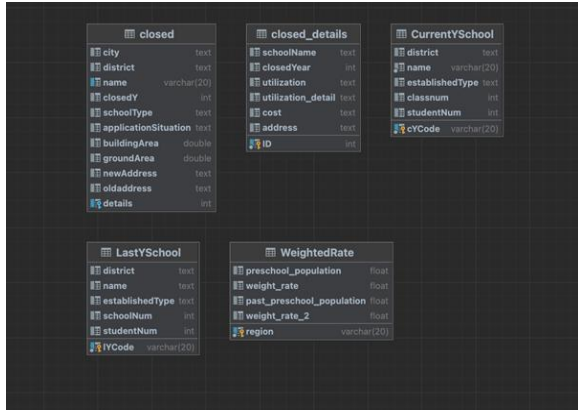 closed
city text
district text
name varchar(20)
closedY int
schoolType text
applicationSituation text
buildingArea double
groundArea double
newAddress text
oldaddress text
details int
closed_details
schoolName text
closedYear int
utilization text
utilization_detail text
cost text
address text
ID int
CurrentYSchool
district text
name varchar(20)
establishedType text
classnum int
studentNum int
cYCode varchar(20)
LastYSchool
district text
name text
establishedType text
schoolNum int
studentNum int
lYCode varchar(20)
WeightedRate
preschool_population float
weight_rate float
past_preschool_population float
weight_rate_2 float
region varchar(20)